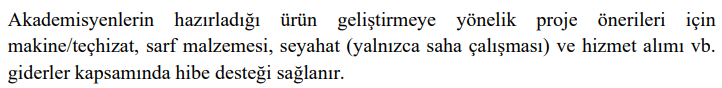 Akademisyenlerin hazırladığı ürün geliştirmeye yönelik proje önerileri için
makine/teçhizat, sarf malzemesi, seyahat (yalnızca saha çalışması) ve hizmet alımı vb.
giderler kapsamında hibe desteği sağlanır.